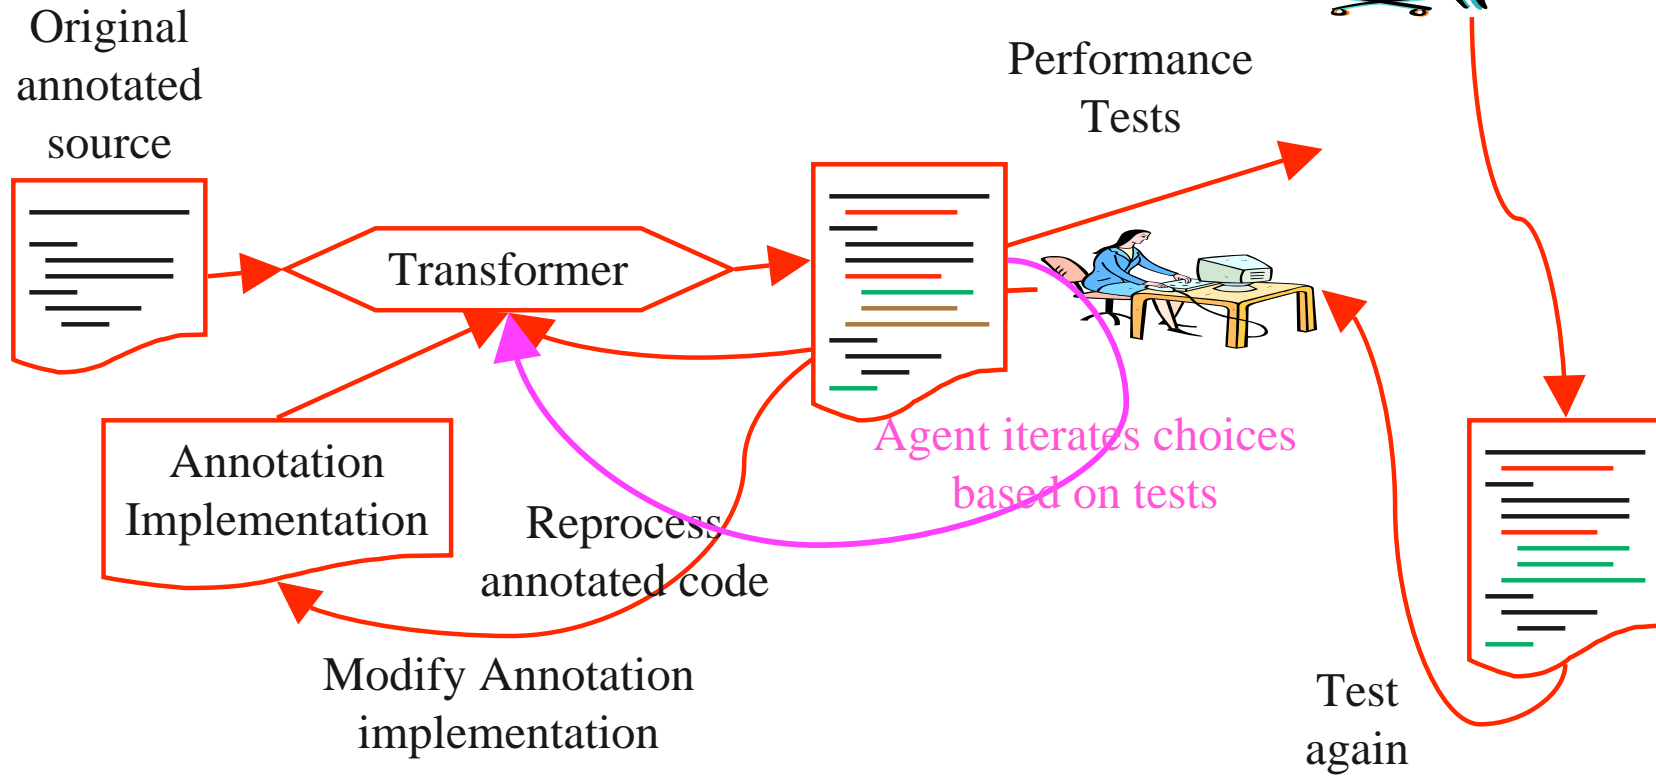 Original
annotated
source
Performance
Tests
Transformer
Annotation
Implementation
Agent iterates choices
based on tests
Reprocess
annotated code
Modify Annotation
implementation
Test
again